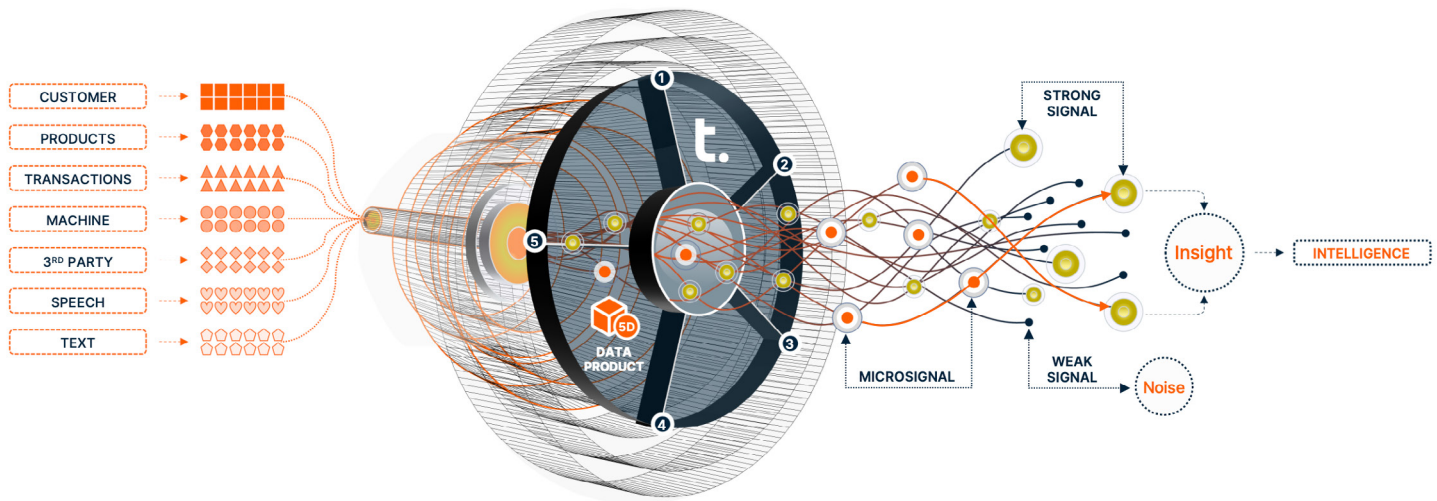 CUSTOMER
PRODUCTS
TRANSACTIONS
MACHINE
3RD PARTY
SPEECH
TEXT
1
t.
2
5
5D
DATA
PRODUCT
3
4
STRONG
SIGNAL
MICROSIGNAL
WEAK
SIGNAL
Noise
Insight
INTELLIGENCE